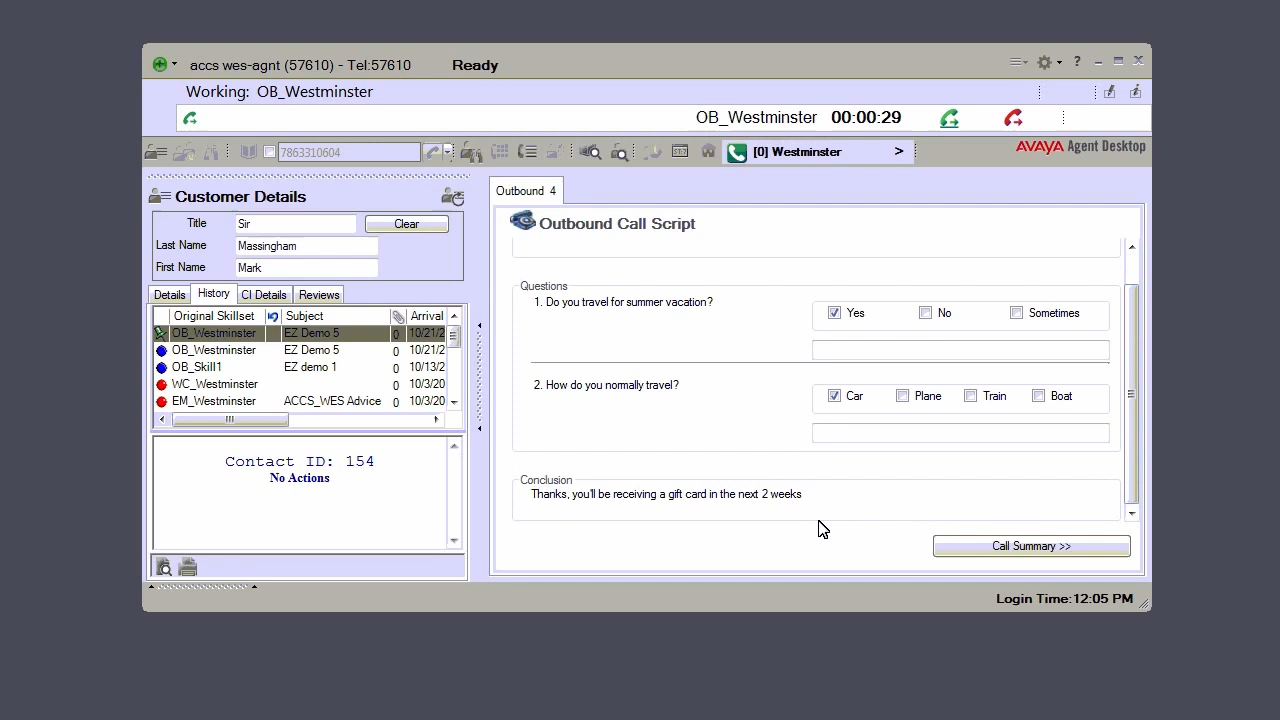 accs wes-agnt (57610) - Tel:57610 Ready
?
Working: OB_Westminster
OB_Westminster 00:00:29
7863310604
[0] Westminster >
AVAYA Agent Desktop
Customer Details
Title Sir Clear
Last Name Massingham
First Name Mark
Details History CI Details Reviews
Original Skillset Subject Arrival
OB_Westminster EZ Demo 5 0 10/21/2
OB_Westminster EZ Demo 5 0 10/21/2
OB_Skill1 EZ demo 1 0 10/13/2
WC_Westminster 0 10/3/20
EM_Westminster ACCS_WES Advice 0 10/3/20
Contact ID: 154
No Actions
Outbound 4
Outbound Call Script
Questions
1. Do you travel for summer vacation?
Yes No Sometimes
2. How do you normally travel?
Car Plane Train Boat
Conclusion
Thanks, you'll be receiving a gift card in the next 2 weeks
Call Summary >>
Login Time:12:05 PM